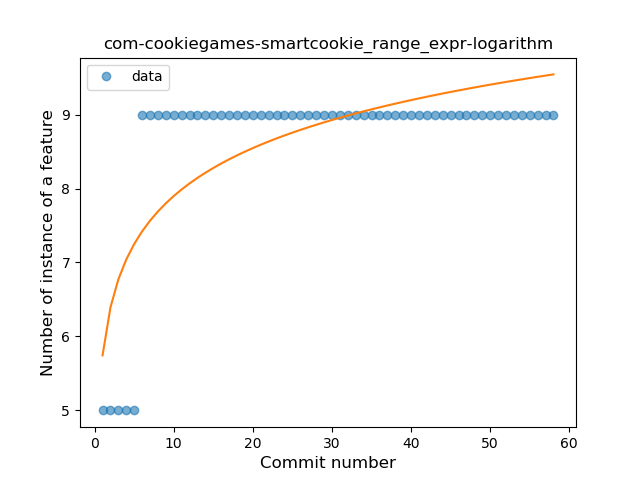 com-cookiegames-smartcookie_range_expr-logarithm
data
Number of instance of a feature
9
8
7
6
5
0 10 20 30 40 50 60
Commit number